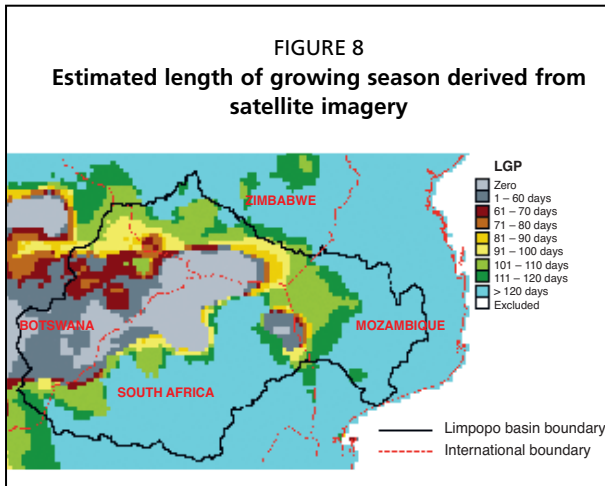 FIGURE 8
Estimated length of growing season derived from
satellite imagery
LGP
Zero
1 – 60 days
61 – 70 days
71 – 80 days
81 – 90 days
91 – 100 days
101 – 110 days
111 – 120 days
> 120 days
Excluded
ZIMBABWE
BOTSWANA
MOZAMBIQUE
SOUTH AFRICA
Limpopo basin boundary
International boundary